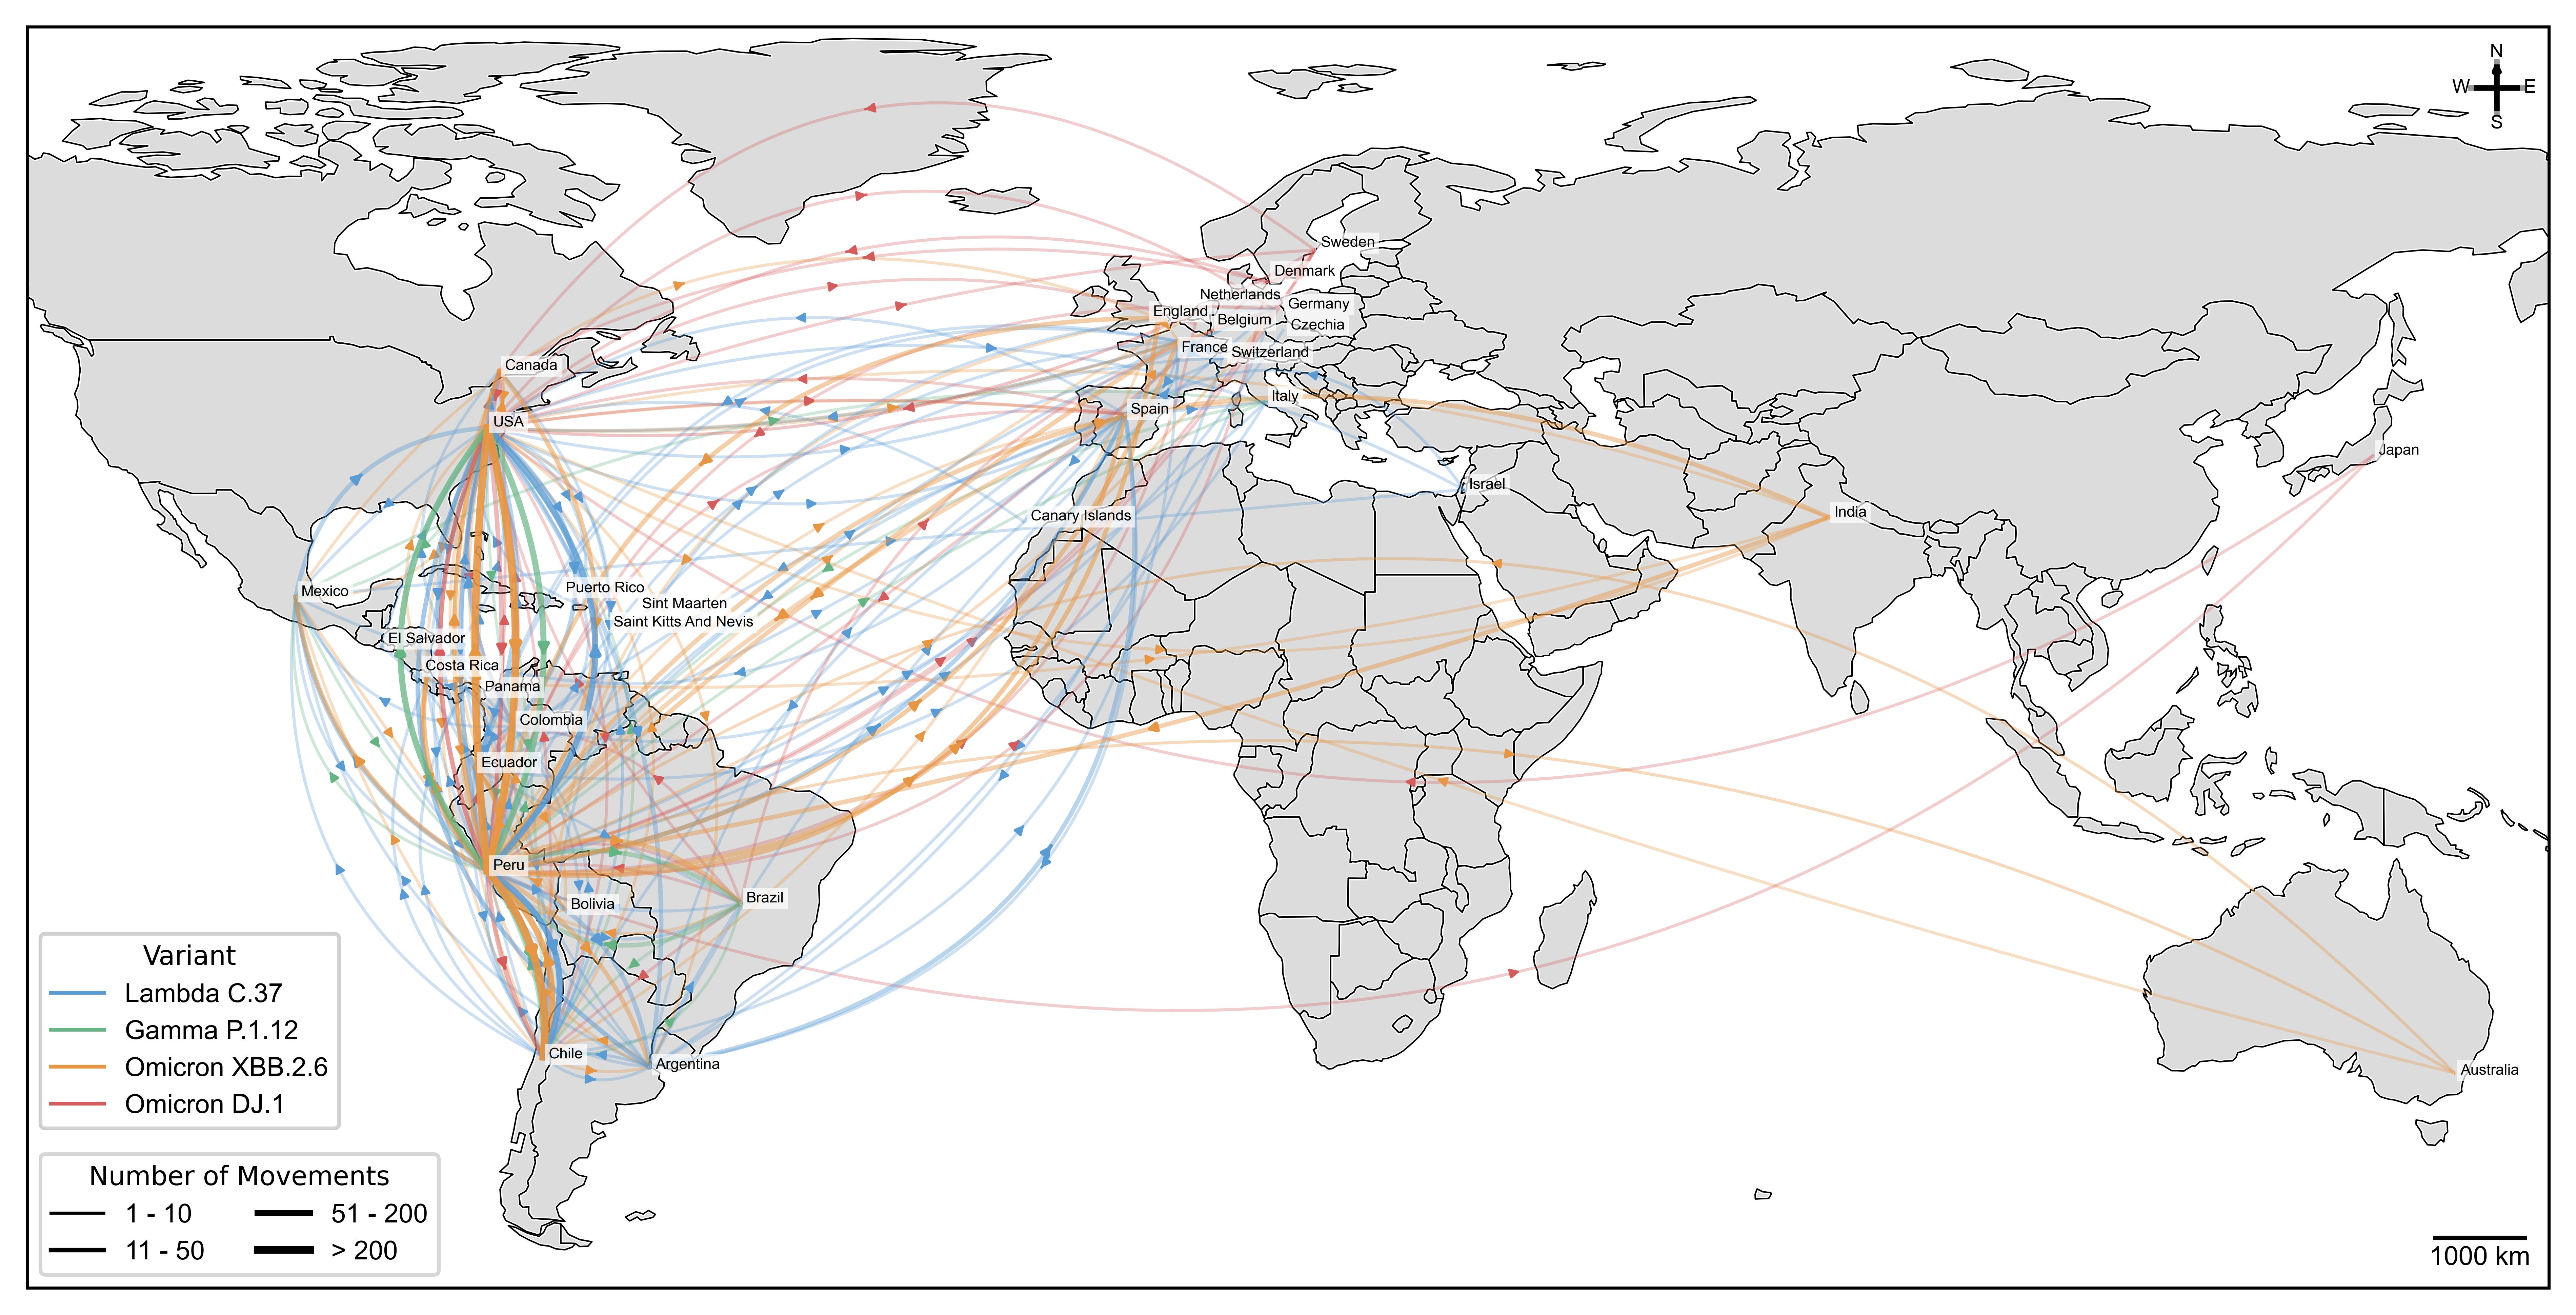 N
W E
S
Sweden
Denmark
Netherlands
Germany
England
Belgium
Czechia
France
Switzerland
Canada
Italy
Spain
USA
Japan
Israel
India
Canary Islands
Puerto Rico
Mexico
Sint Maarten
Saint Kitts And Nevis
El Salvador
Costa Rica
Panama
Colombia
Ecuador
Peru
Brazil
Bolivia
Chile
Argentina
Australia
Variant
Lambda C.37
Gamma P.1.12
Omicron XBB.2.6
Omicron DJ.1
Number of Movements
1 - 10 51 - 200
11 - 50 > 200
1000 km